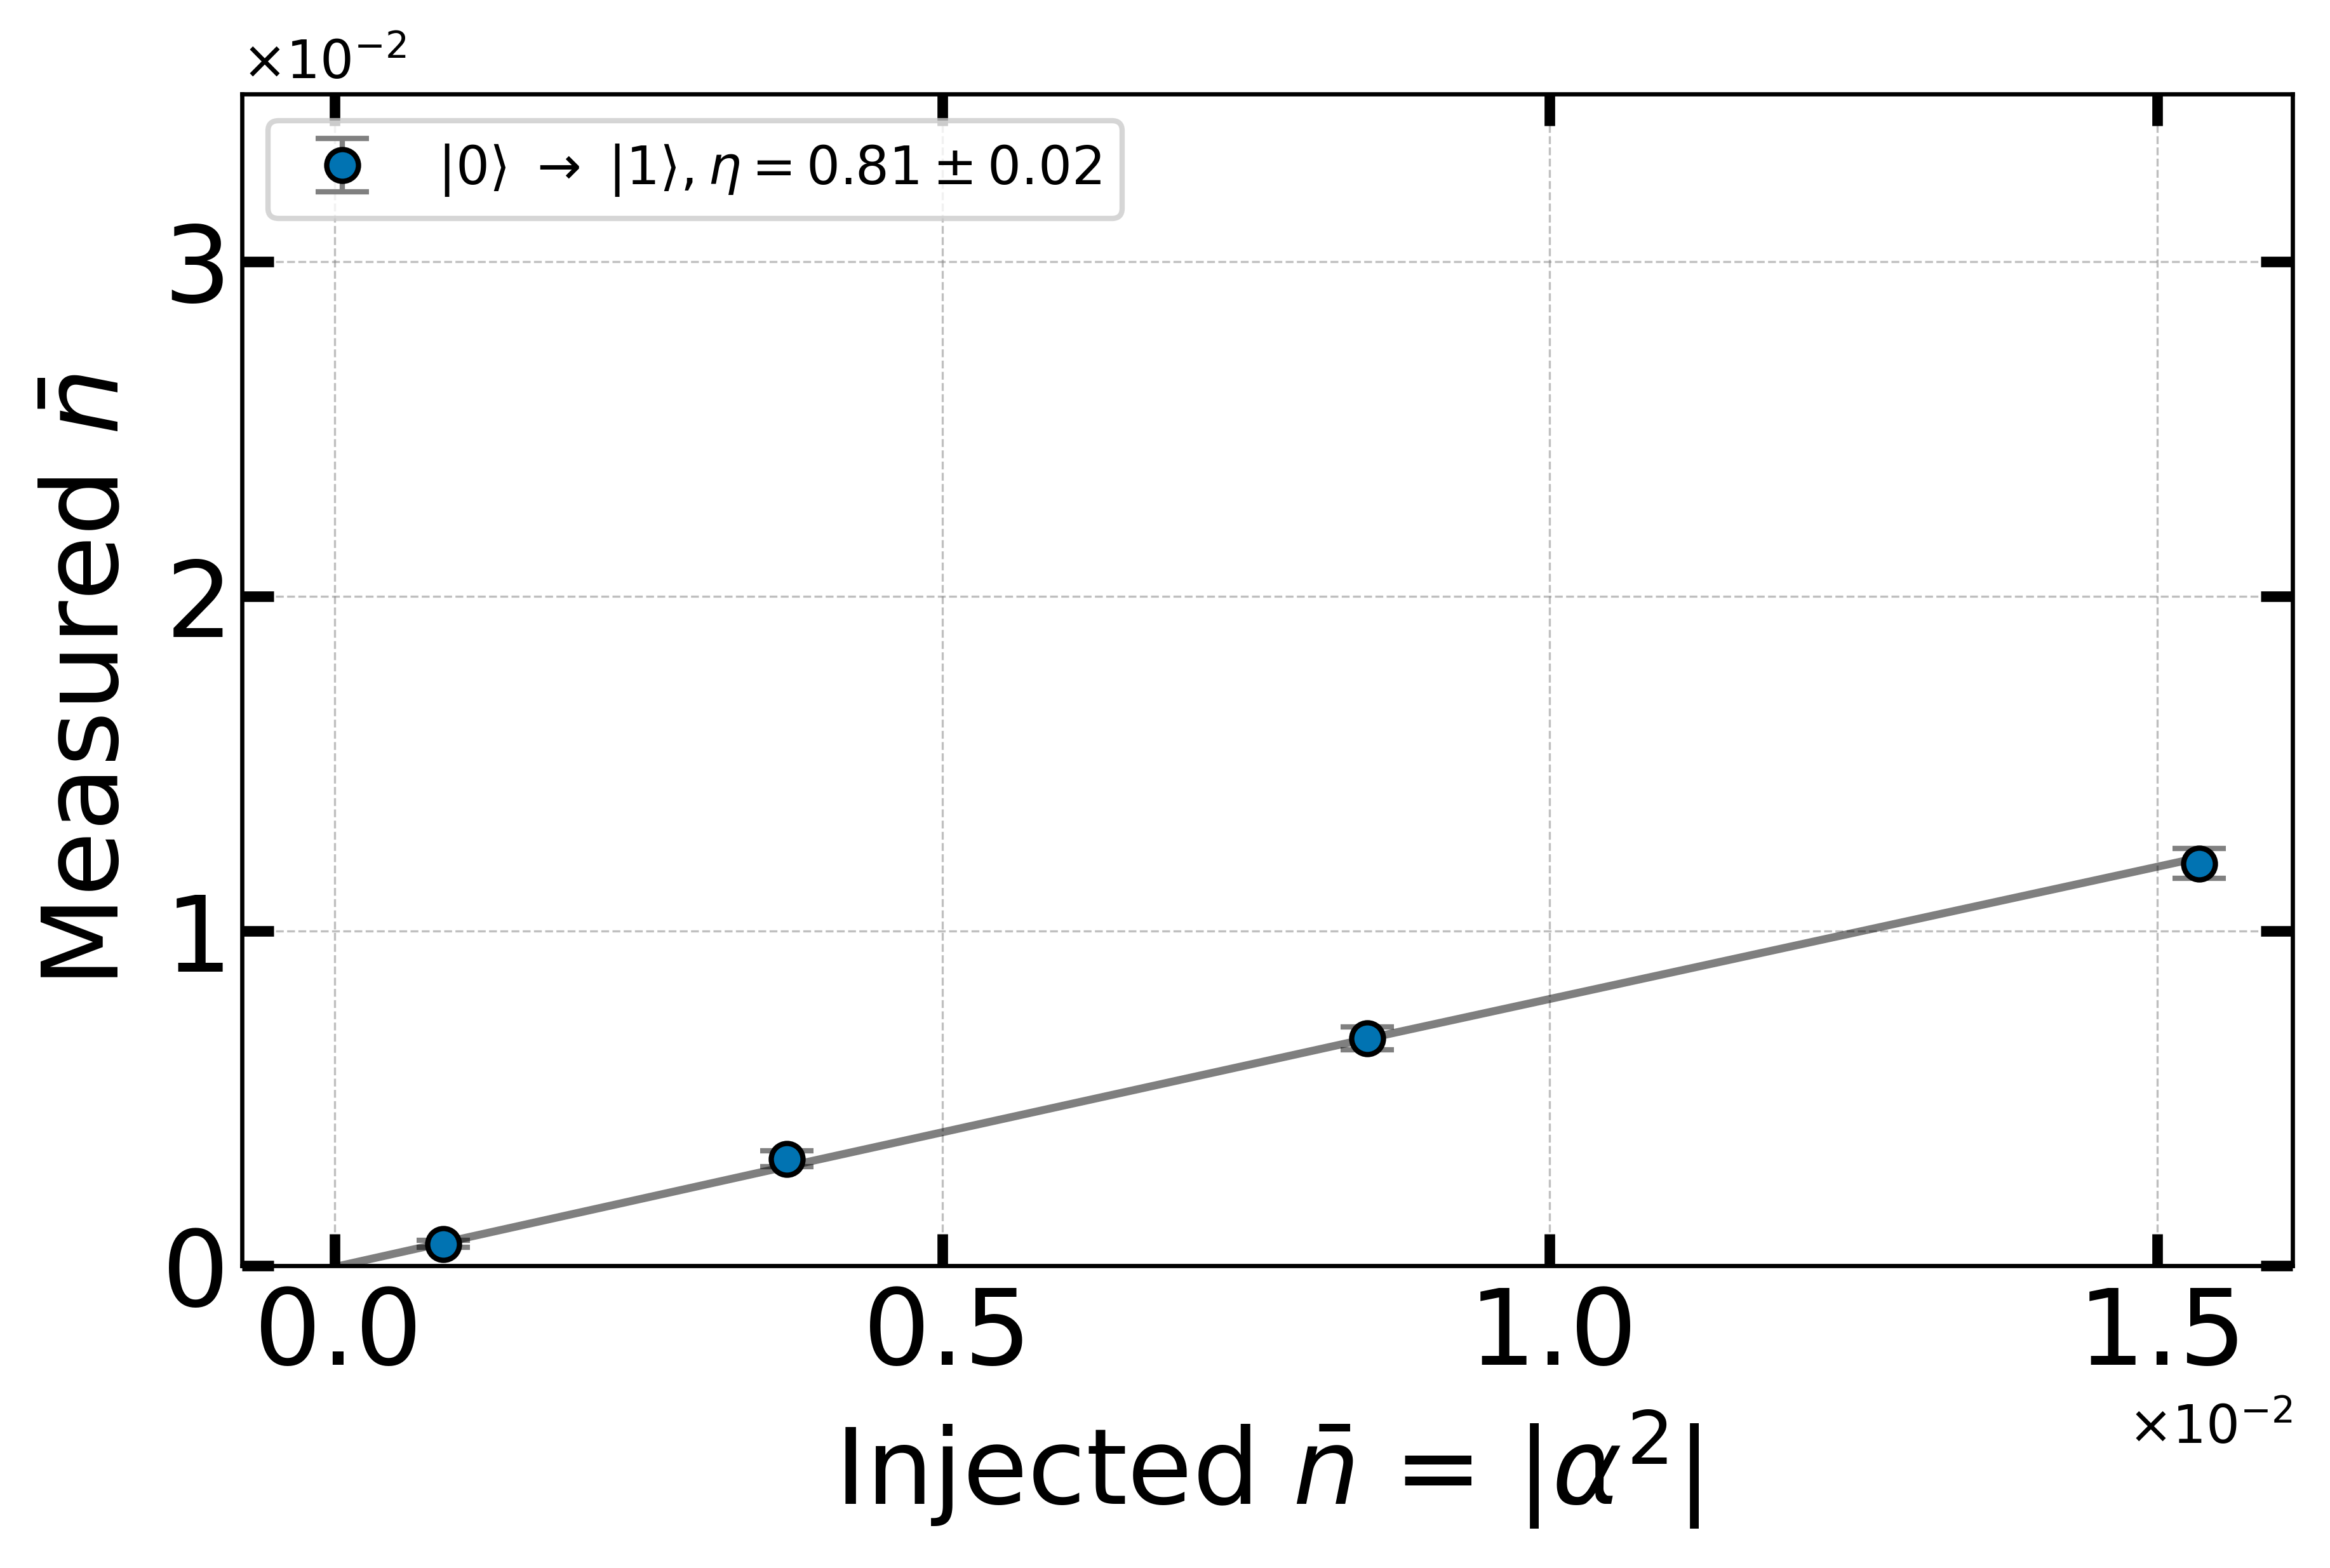 ×10⁻²
|0⟩ → |1⟩, η = 0.81 ± 0.02
3
2
1
0
Measured n̄
0.0 0.5 1.0 1.5
×10⁻²
Injected n̄ = |α²|